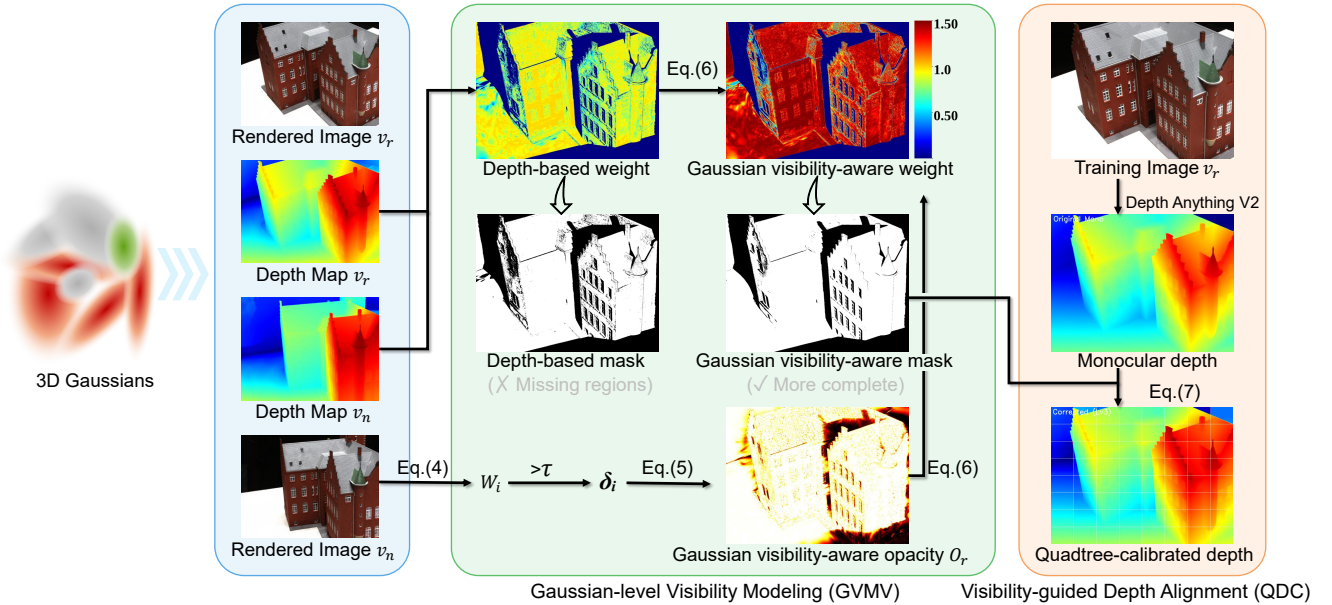 3D Gaussians
Rendered Image v_r
Depth Map v_r
Depth Map v_n
Rendered Image v_n
Eq.(4)
W_i
>τ
δ_i
Eq.(5)
Depth-based weight
Eq.(6)
Gaussian visibility-aware weight
1.50
1.00
0.50
0.00
Depth-based mask
(✗ Missing regions)
Gaussian visibility-aware mask
(✓ More complete)
Eq.(6)
Gaussian visibility-aware opacity O_r
Gaussian-level Visibility Modeling (GVMV)
Training Image v_r
Depth Anything V2
Original Mono
Monocular depth
Eq.(7)
Quadtree-calibrated depth
Visibility-guided Depth Alignment (QDC)